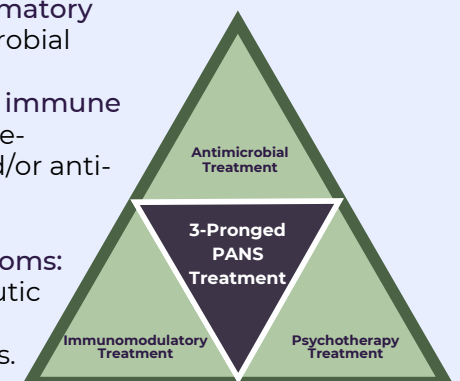 matory
robial
immune
e-
d/or anti-
oms:
utic
s.
Antimicrobial
Treatment
3-Pronged
PANS
Treatment
Immunomodulatory
Treatment
Psychotherapy
Treatment